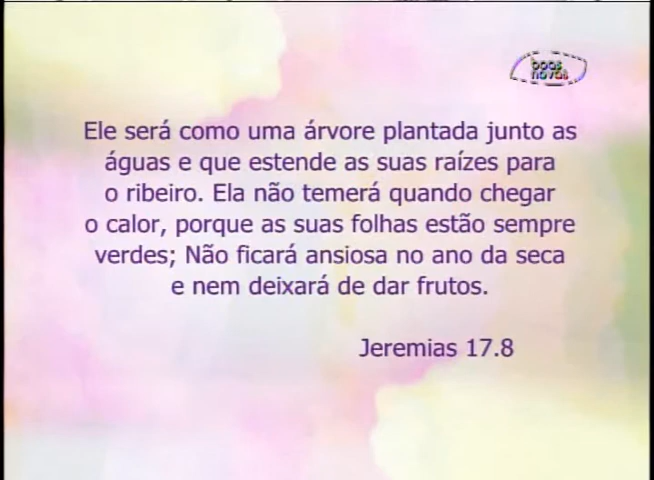 boas
novas
Ele será como uma árvore plantada junto as
águas e que estende as suas raízes para
o ribeiro. Ela não temerá quando chegar
o calor, porque as suas folhas estão sempre
verdes; Não ficará ansiosa no ano da seca
e nem deixará de dar frutos.
Jeremias 17.8